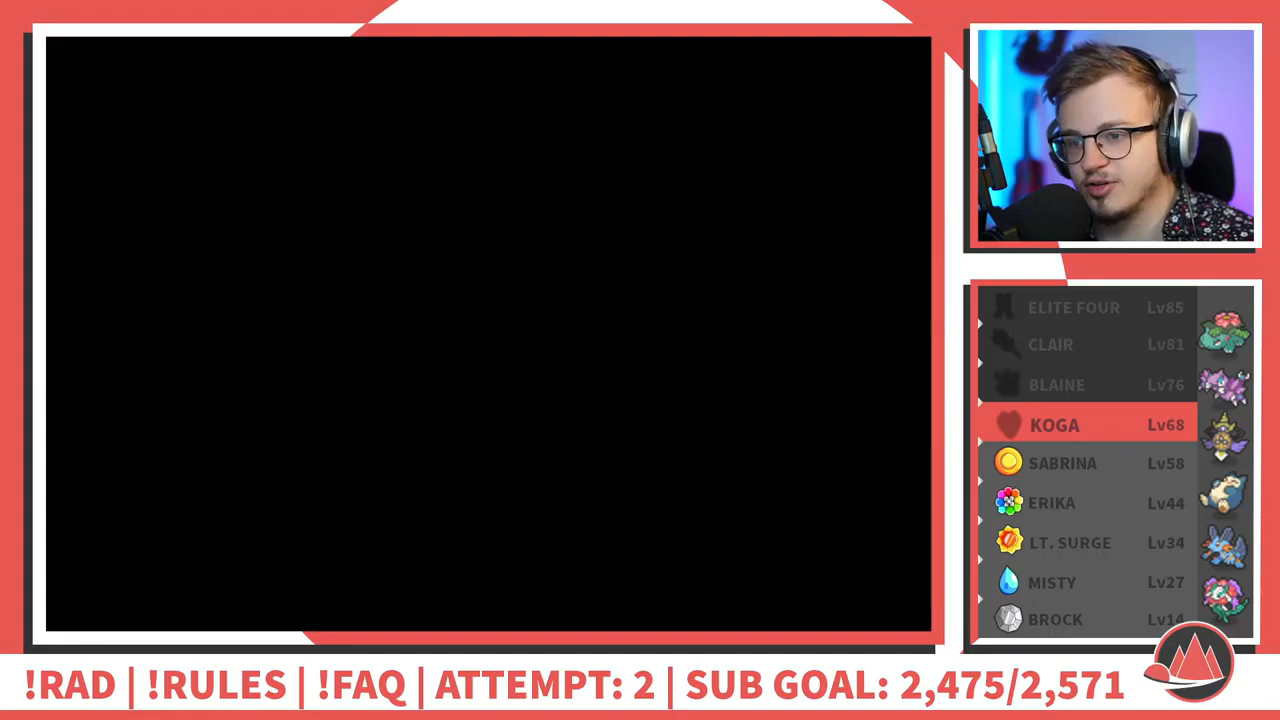 ELITE FOUR Lv85
CLAIR Lv81
BLAINE Lv76
KOGA Lv68
SABRINA Lv58
ERIKA Lv44
LT. SURGE Lv34
MISTY Lv27
BROCK Lv14
!RAD | !RULES | !FAQ | ATTEMPT: 2 | SUB GOAL: 2,475/2,571